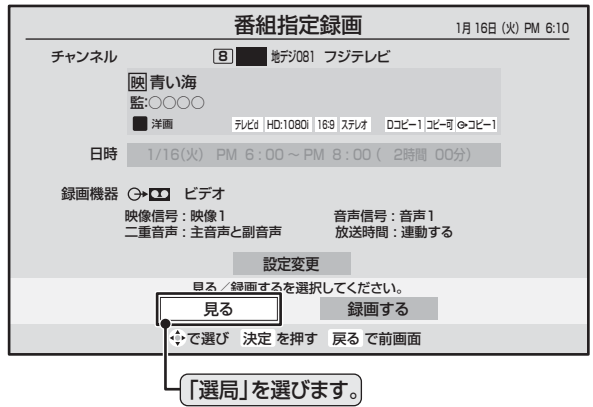 番組指定録画 1月16日(火) PM 6:10
チャンネル 8 地デジ081 フジテレビ
映 青い海
監:○○○○
洋画 テレビd HD:1080i 16:9 ステレオ Dコピー1 コピー可 コピー1
日時 1/16(火) PM 6:00~PM 8:00( 2時間 00分)
録画機器 ビデオ
映像信号:映像1 音声信号:音声1
二重音声:主音声と副音声 放送時間:連動する
設定変更
見る/録画するを選択してください。
見る 録画する
で選び 決定 を押す 戻る で前画面
「選局」を選びます。